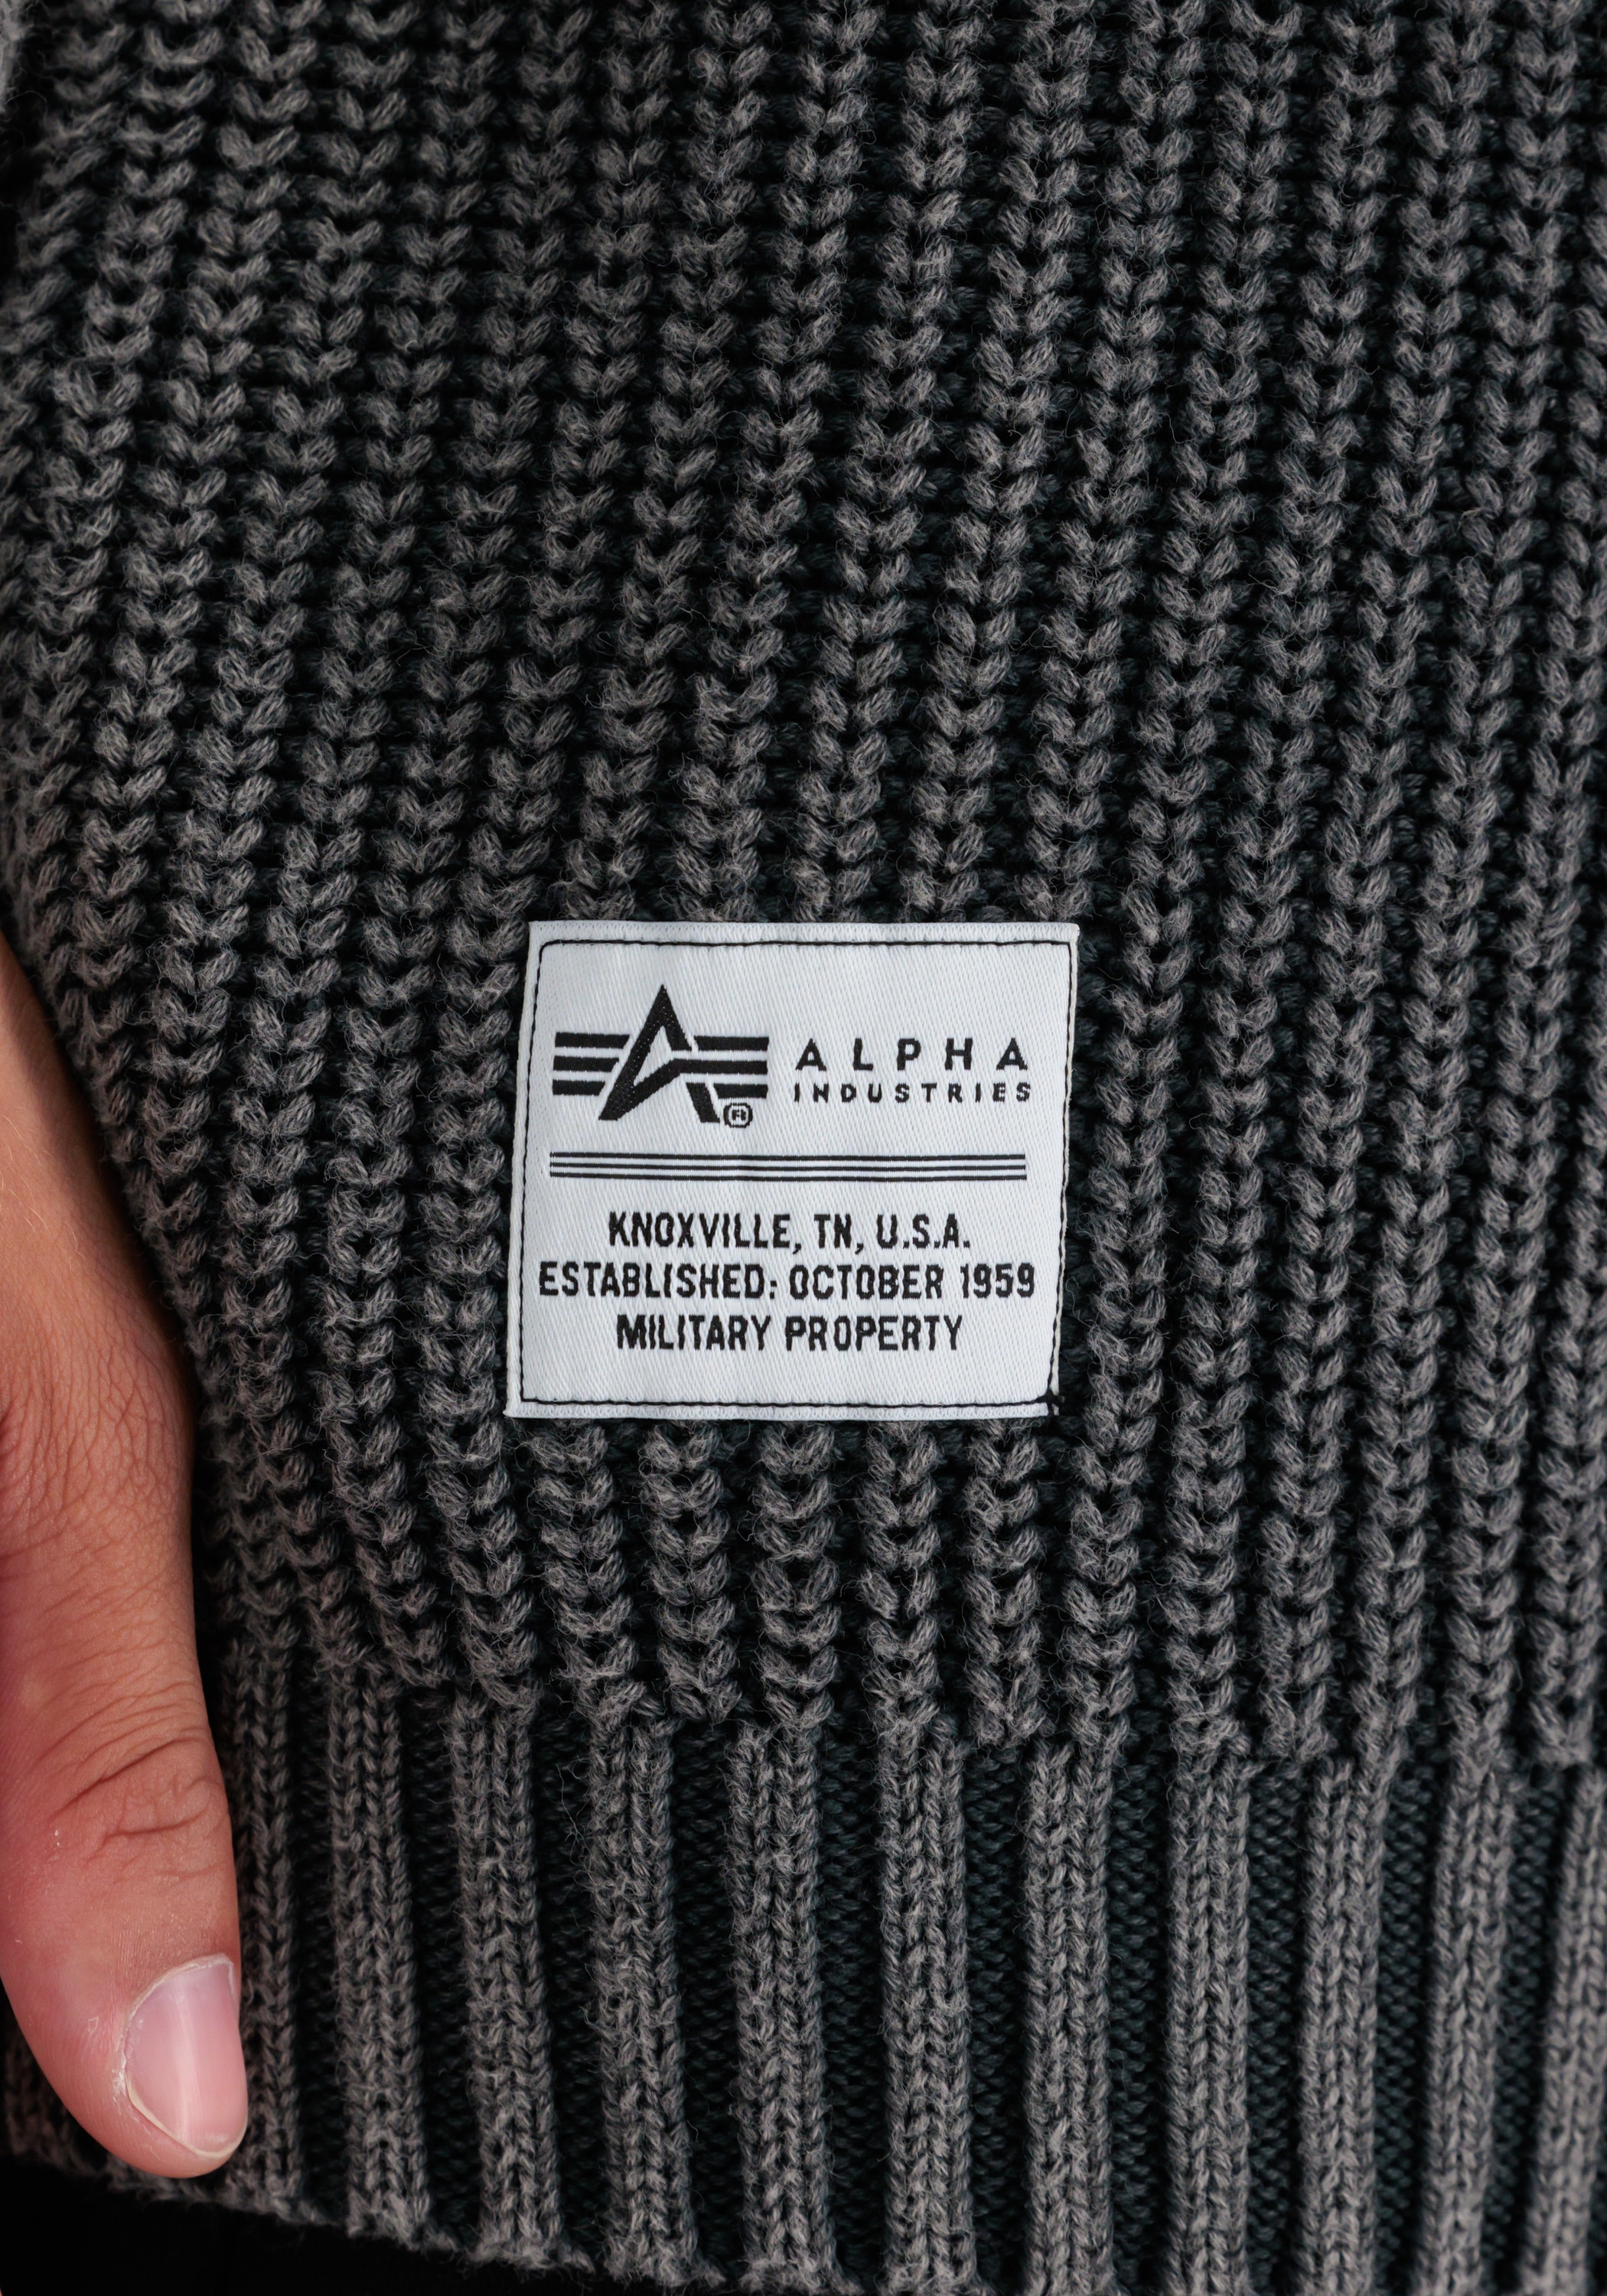 ALPHA
INDUSTRIES
®
KNOXVILLE, TN, U.S.A.
ESTABLISHED: OCTOBER 1959
MILITARY PROPERTY